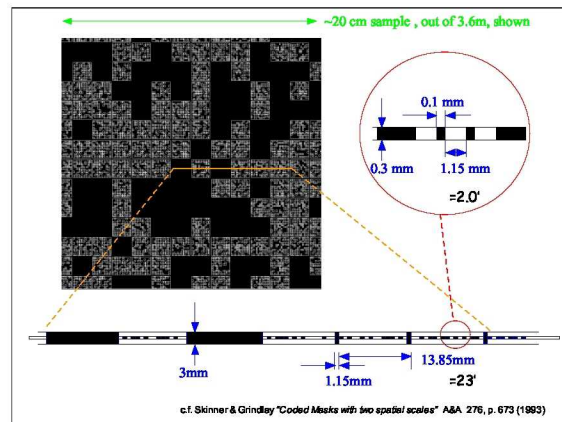 ~20 cm sample , out of 3.6m, shown
0.1 mm
0.3 mm
1.15 mm
=2.0'
3mm
1.15mm
13.85mm
=23'
c.f. Skinner & Grindlay "Coded Masks with two spatial scales" A&A 276, p. 673 (1993)